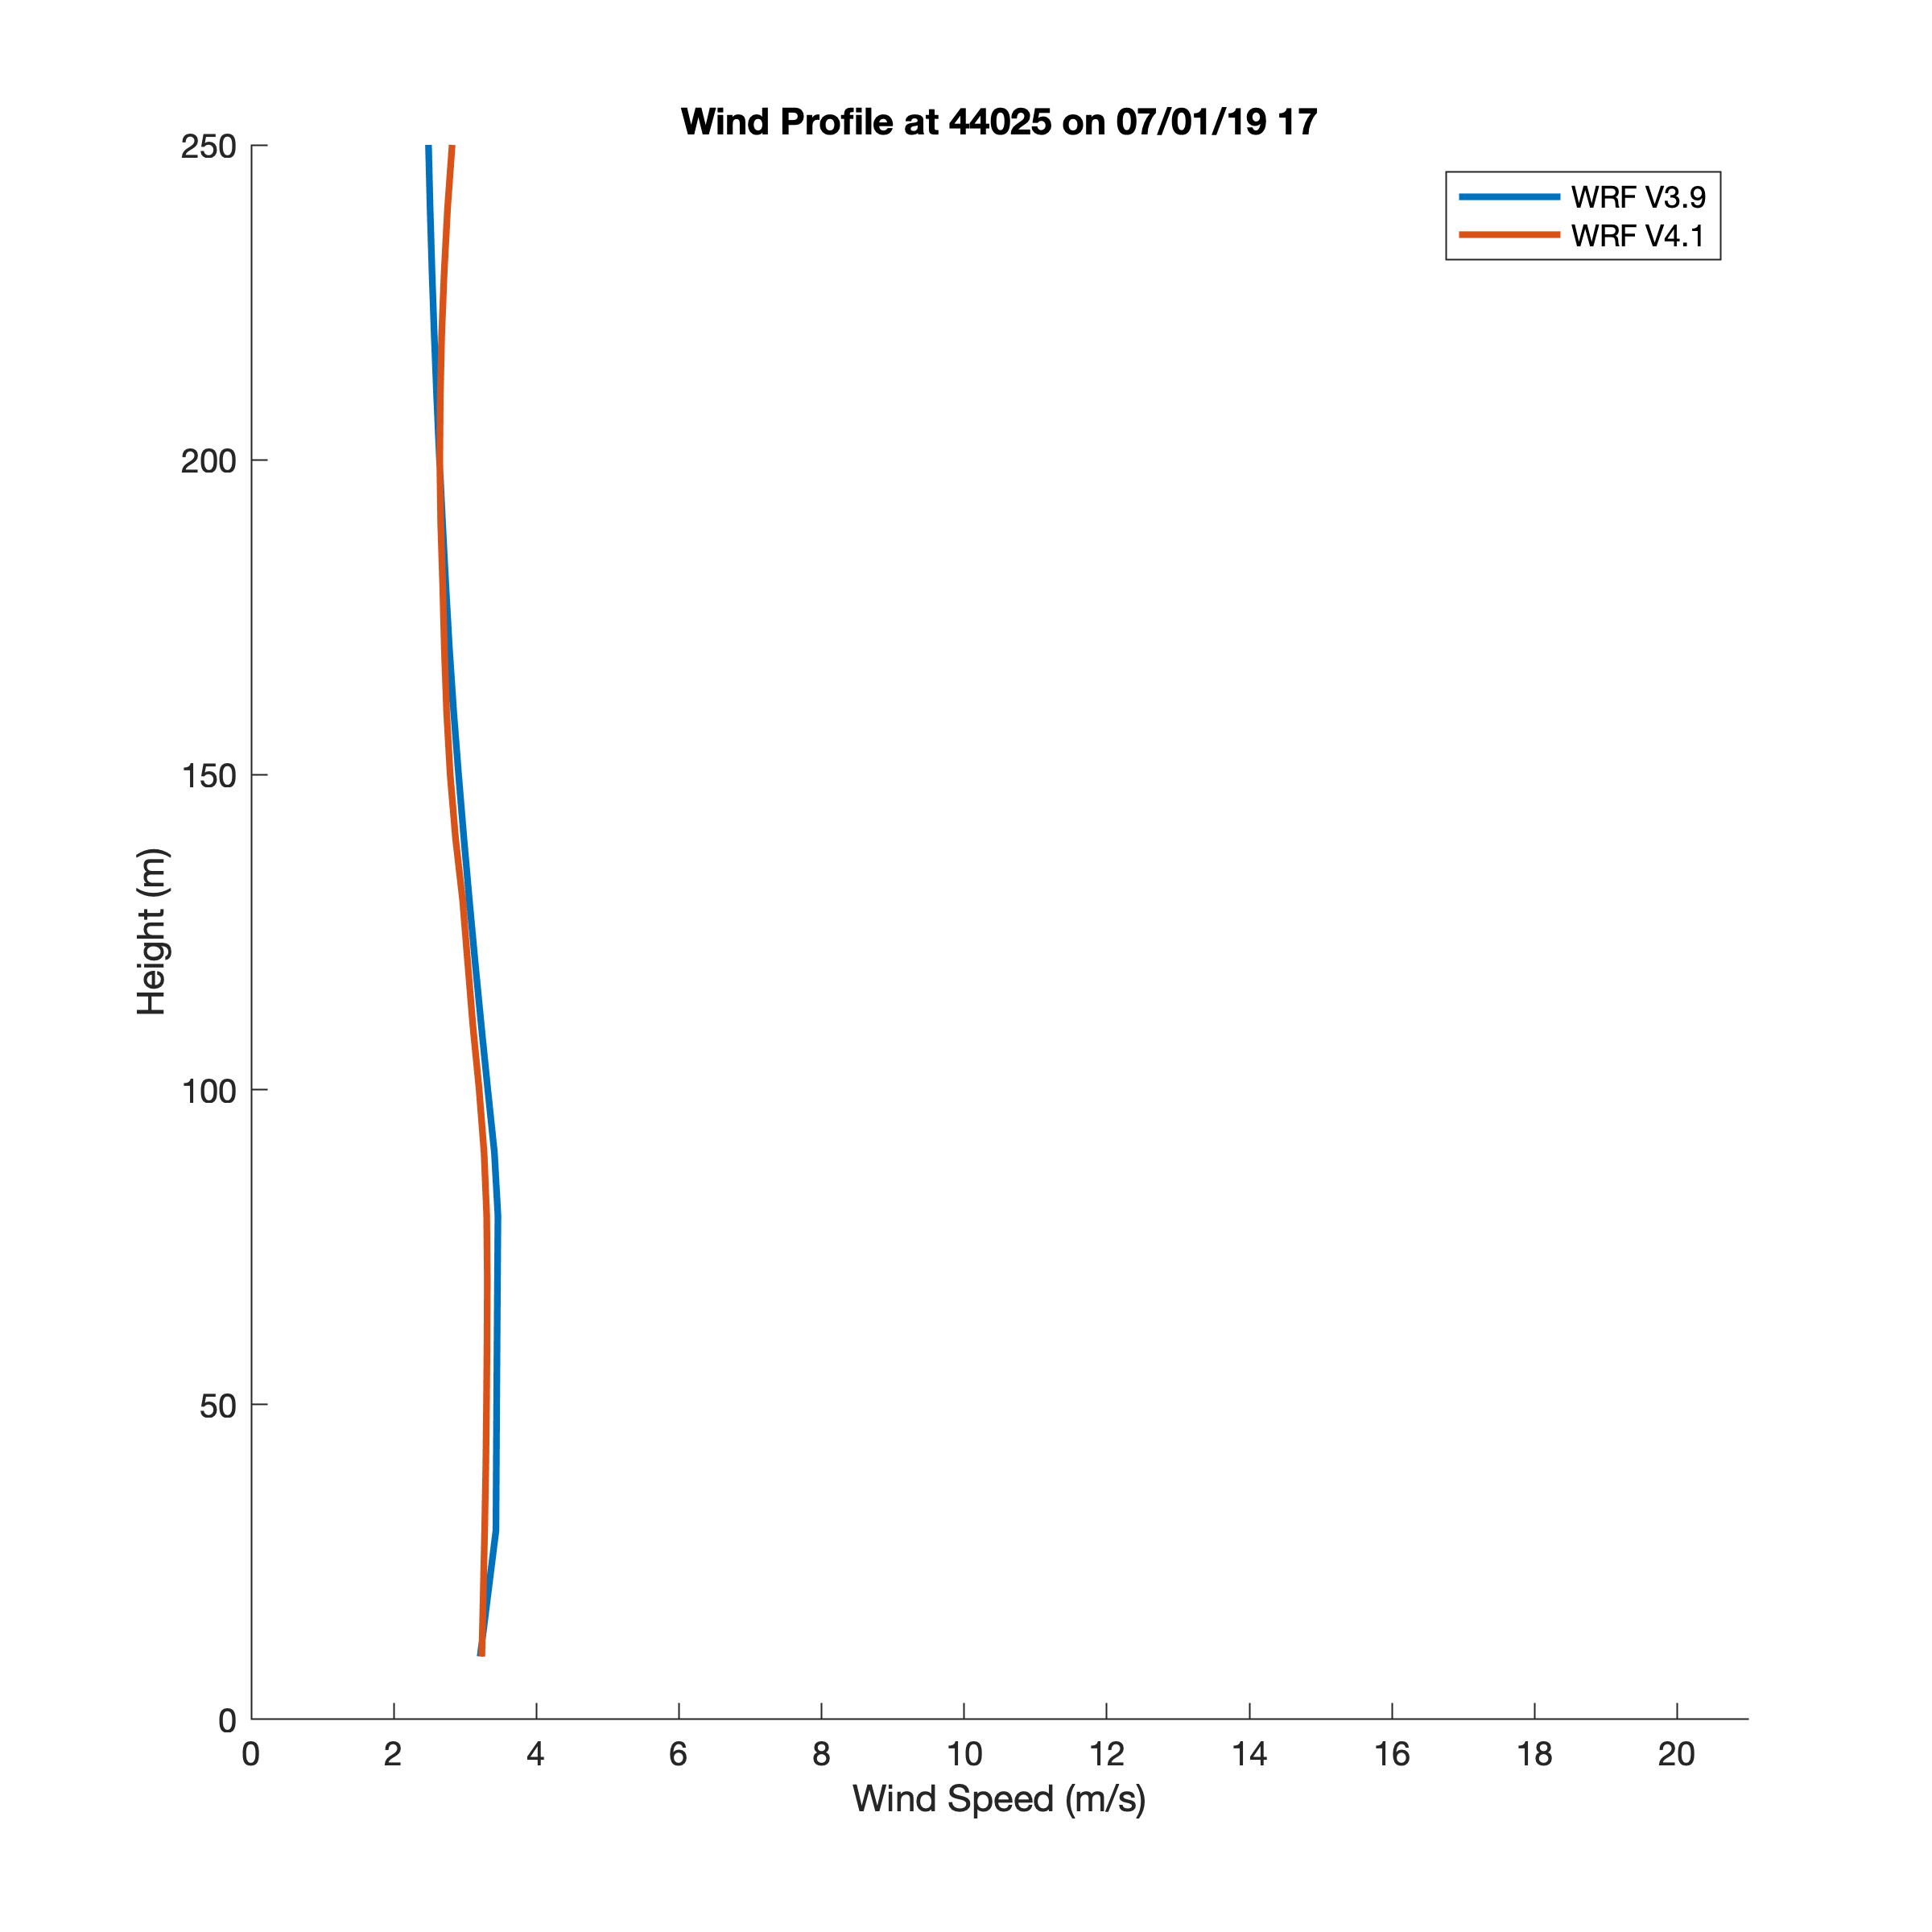 Wind Profile at 44025 on 07/01/19 17
WRF V3.9
WRF V4.1
250
200
150
100
50
0
Height (m)
0 2 4 6 8 10 12 14 16 18 20
Wind Speed (m/s)